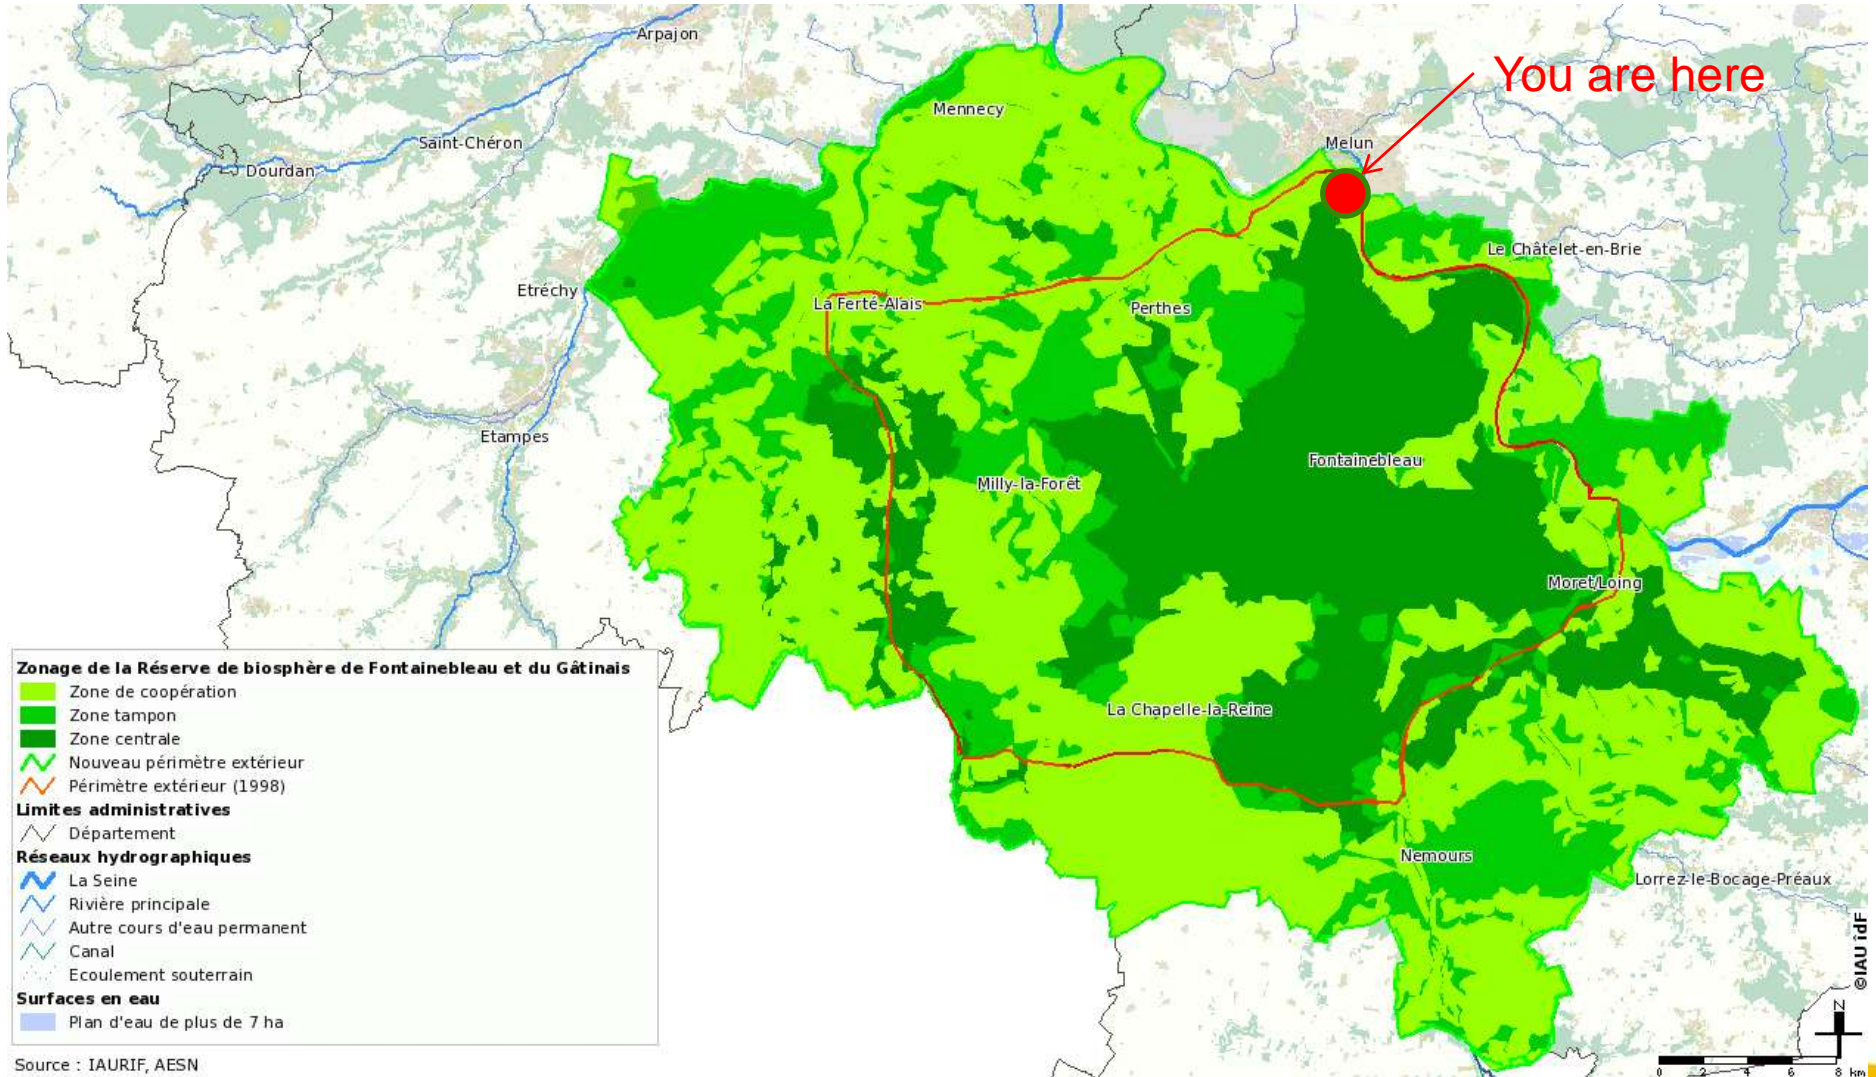 Arpajon
You are here
Mennecy
Saint-Chéron
Melun
Dourdan
Le Châtelet-en-Brie
Etréchy
La Ferté-Alais
Perthes
Etampes
Fontainebleau
Milly-la-Forêt
Moret/Loing
La Chapelle-la-Reine
Nemours
Lorrez-le-Bocage-Préaux
Zonage de la Réserve de biosphère de Fontainebleau et du Gâtinais
Zone de coopération
Zone tampon
Zone centrale
Nouveau périmètre extérieur
Périmètre extérieur (1998)
Limites administratives
Département
Réseaux hydrographiques
La Seine
Rivière principale
Autre cours d'eau permanent
Canal
Ecoulement souterrain
Surfaces en eau
Plan d'eau de plus de 7 ha
Source : IAURIF, AESN
©IAU îdF
N
0 2 4 6 8 km